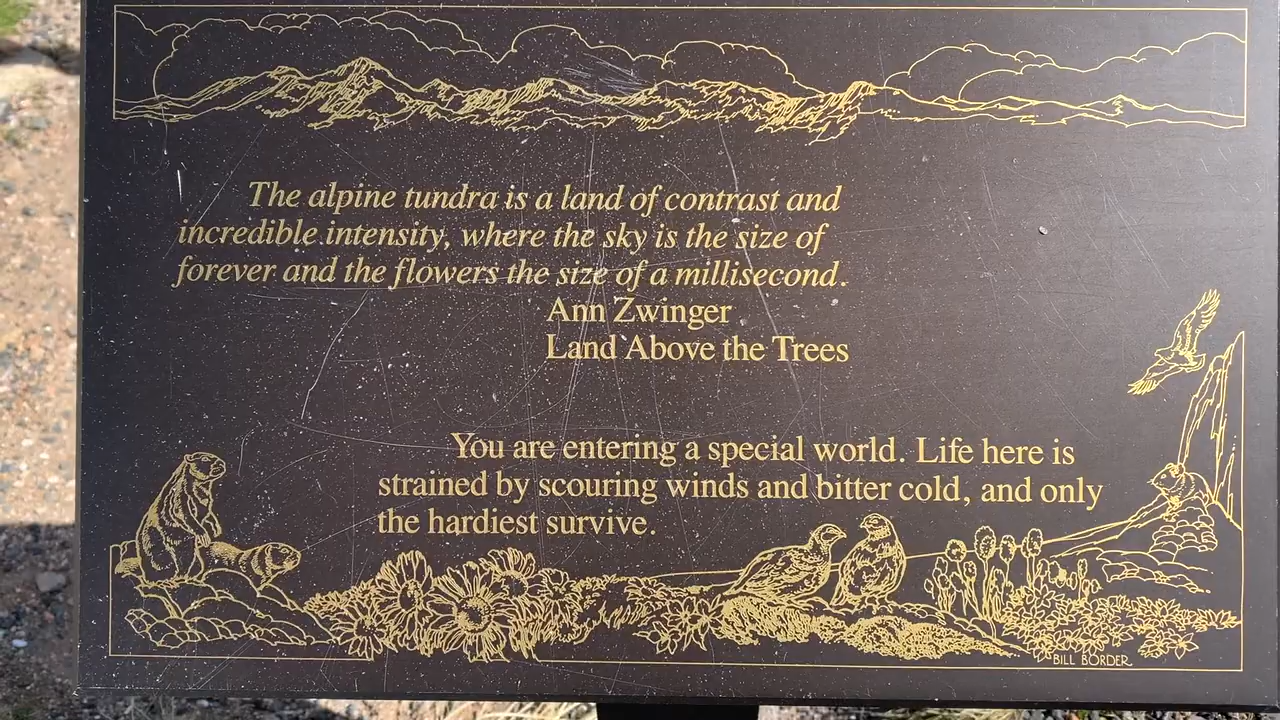 The alpine tundra is a land of contrast and
incredible intensity, where the sky is the size of
forever and the flowers the size of a millisecond.
Ann Zwinger
Land Above the Trees
You are entering a special world. Life here is
strained by scouring winds and bitter cold, and only
the hardiest survive.
BILL BORDER